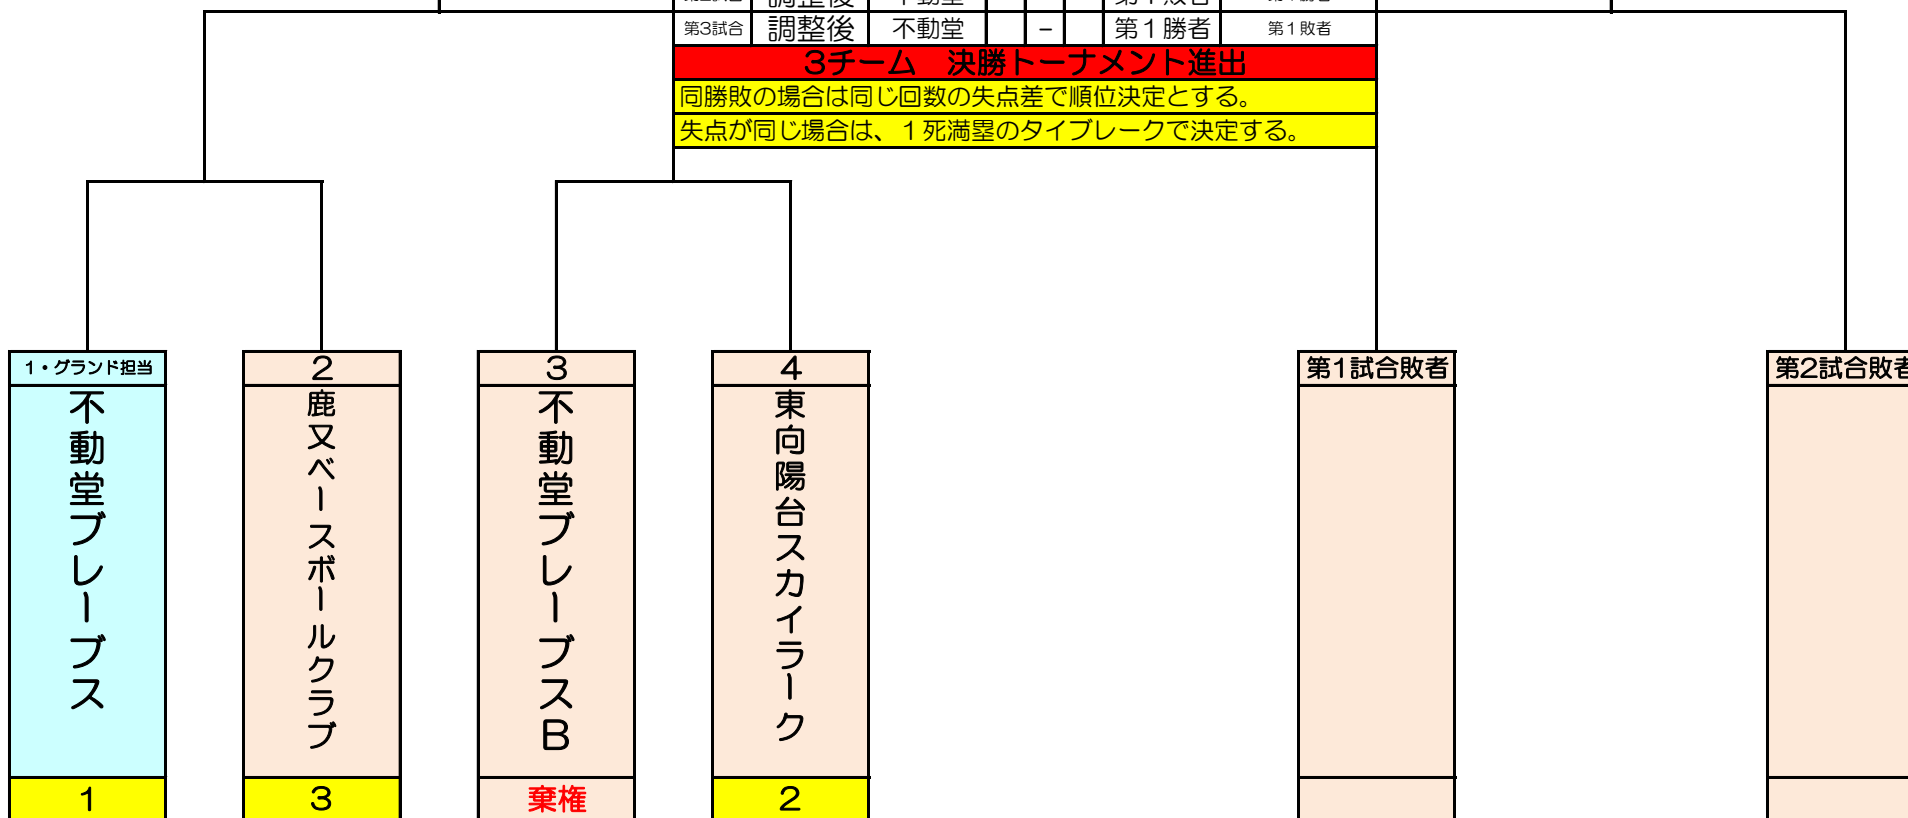 第3試合 調整後 不動堂 - 第1勝者 第1敗者
3チーム 決勝トーナメント進出
同勝敗の場合は同じ回数の失点差で順位決定とする。
失点が同じ場合は、1死満塁のタイブレークで決定する。
1・グランド担当
不動堂ブレーブス
1
2
鹿又ベースボールクラブ
3
3
不動堂ブレーブスB
棄権
4
東向陽台スカイラーク
2
第1試合敗者
第2試合敗者